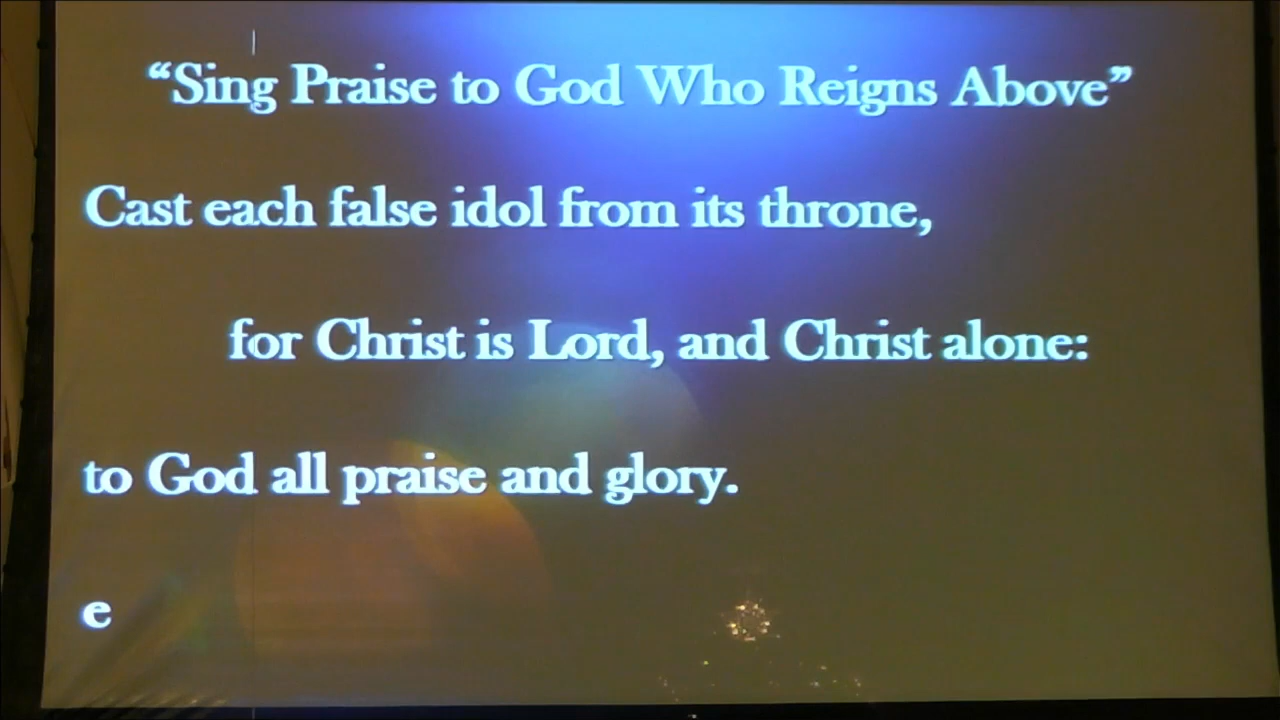 “Sing Praise to God Who Reigns Above”
Cast each false idol from its throne,
for Christ is Lord, and Christ alone:
to God all praise and glory.
e